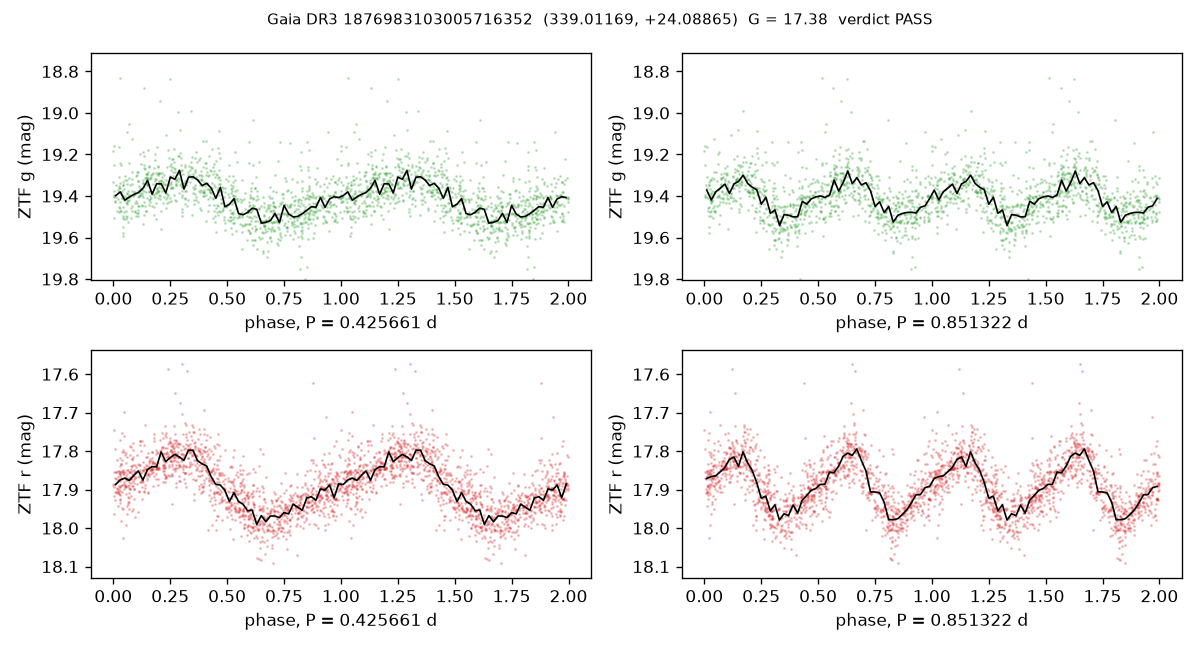 Gaia DR3 1876983103005716352  (339.01169, +24.08865)  G = 17.38  verdict PASS
ZTF g (mag)
18.8
19.0
19.2
19.4
19.6
19.8
0.00 0.25 0.50 0.75 1.00 1.25 1.50 1.75 2.00
phase, P = 0.425661 d
ZTF g (mag)
18.8
19.0
19.2
19.4
19.6
19.8
0.00 0.25 0.50 0.75 1.00 1.25 1.50 1.75 2.00
phase, P = 0.851322 d
ZTF r (mag)
17.6
17.7
17.8
17.9
18.0
18.1
0.00 0.25 0.50 0.75 1.00 1.25 1.50 1.75 2.00
phase, P = 0.425661 d
ZTF r (mag)
17.6
17.7
17.8
17.9
18.0
18.1
0.00 0.25 0.50 0.75 1.00 1.25 1.50 1.75 2.00
phase, P = 0.851322 d